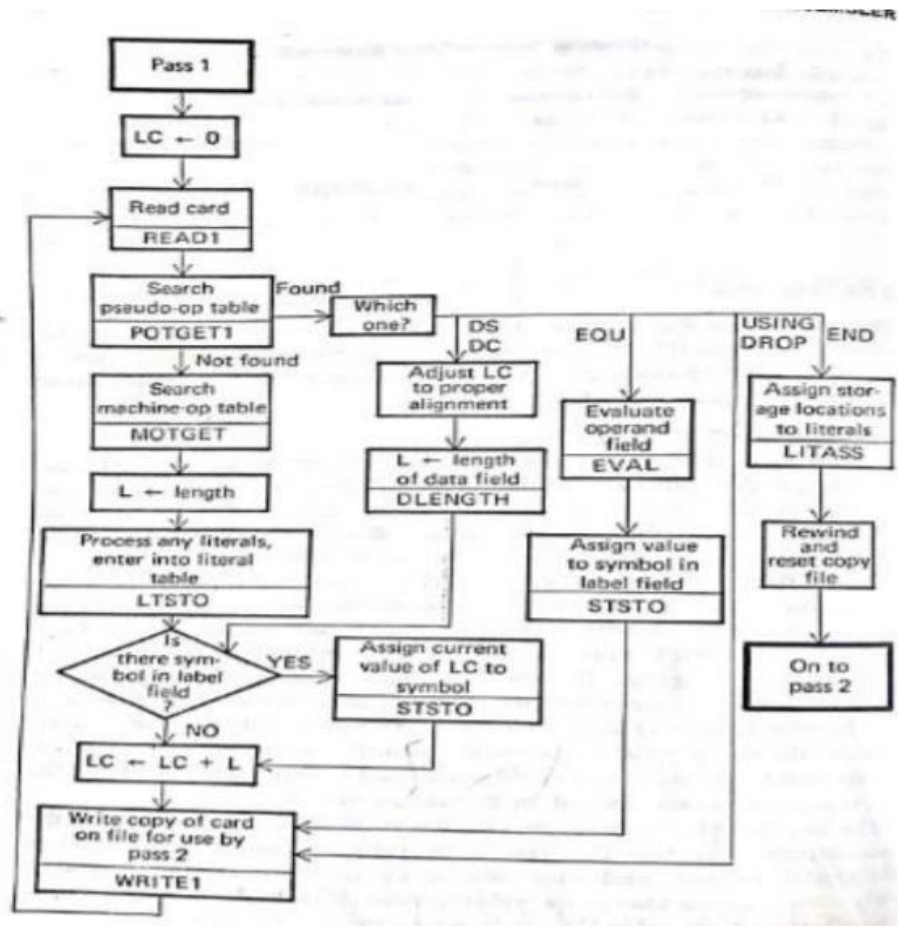 Pass 1
LC ← 0
Read card
READ1
Search
pseudo-op table
POTGET1
Found
Which
one?
Not found
Search
machine-op table
MOTGET
L ← length
Process any literals,
enter into literal
table
LTSTO
Is
there sym-
bol in label
field
?
YES
NO
Assign current
value of LC to
symbol
STSTO
LC ← LC + L
Write copy of card
on file for use by
pass 2
WRITE1
DS
DC
Adjust LC
to proper
alignment
L ← length
of data field
DLENGTH
EQU
Evaluate
operand
field
EVAL
Assign value
to symbol in
label field
STSTO
USING
DROP
END
Assign stor-
age locations
to literals
LITASS
Rewind
and
reset copy
file
On to
pass 2